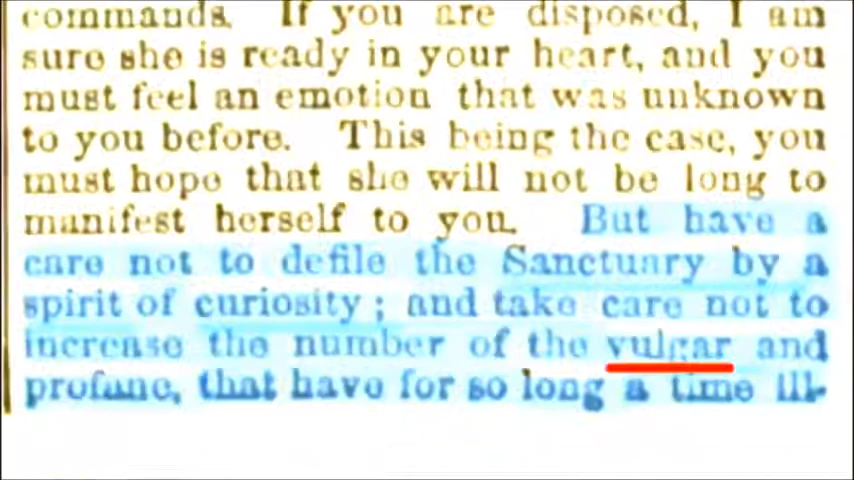 commands. If you are disposed, I am
sure she is ready in your heart, and you
must feel an emotion that was unknown
to you before. This being the case, you
must hope that she will not be long to
manifest herself to you. But have a
care not to defile the Sanctuary by a
spirit of curiosity; and take care not to
increase the number of the vulgar and
profane, that have for so long a time ill-